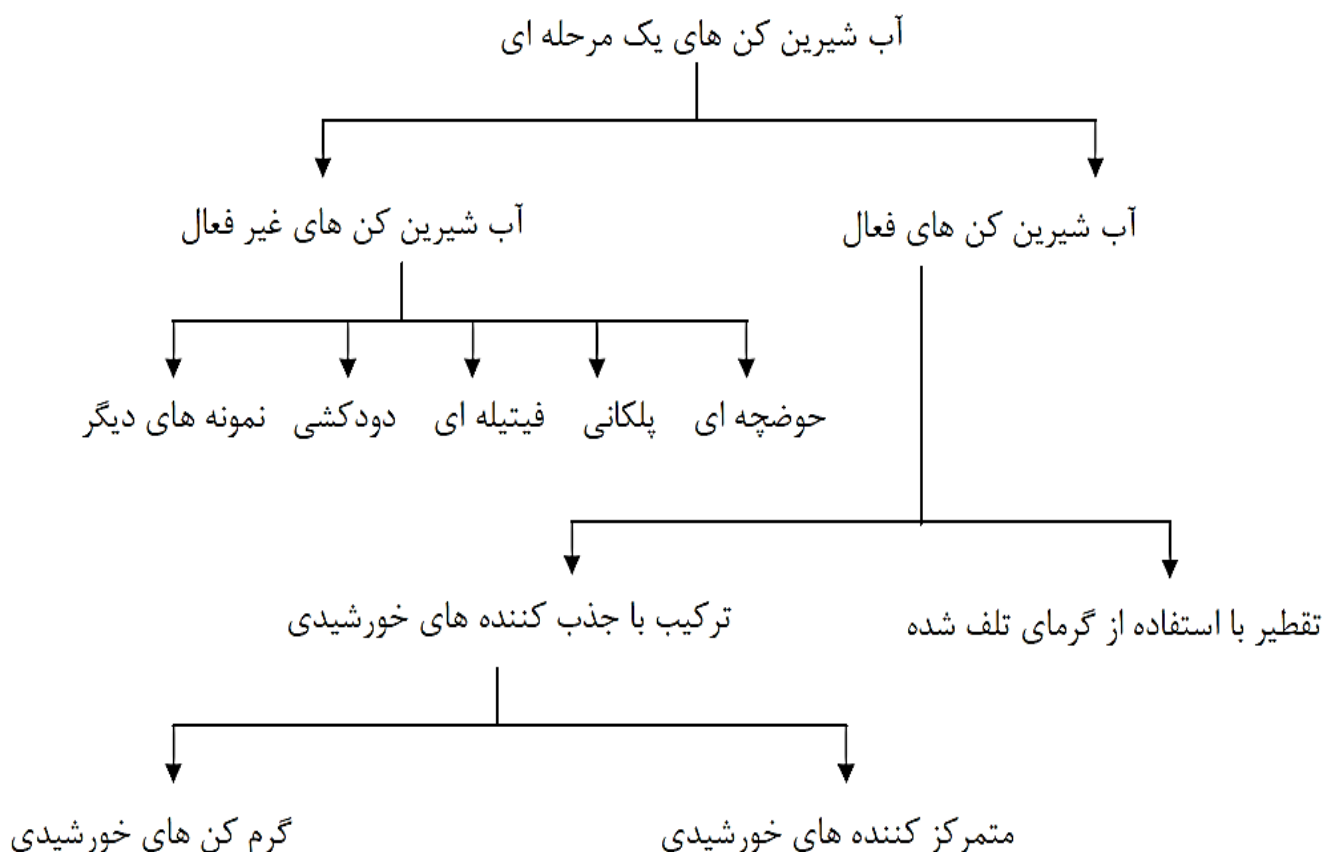 آب شیرین کن های یک مرحله ای
آب شیرین کن های فعال
آب شیرین کن های غیر فعال
حوضچه ای
پلکانی
فیتیله ای
دودکشی
نمونه های دیگر
تقطیر با استفاده از گرمای تلف شده
ترکیب با جذب کننده های خورشیدی
متمرکز کننده های خورشیدی
گرم کن های خورشیدی